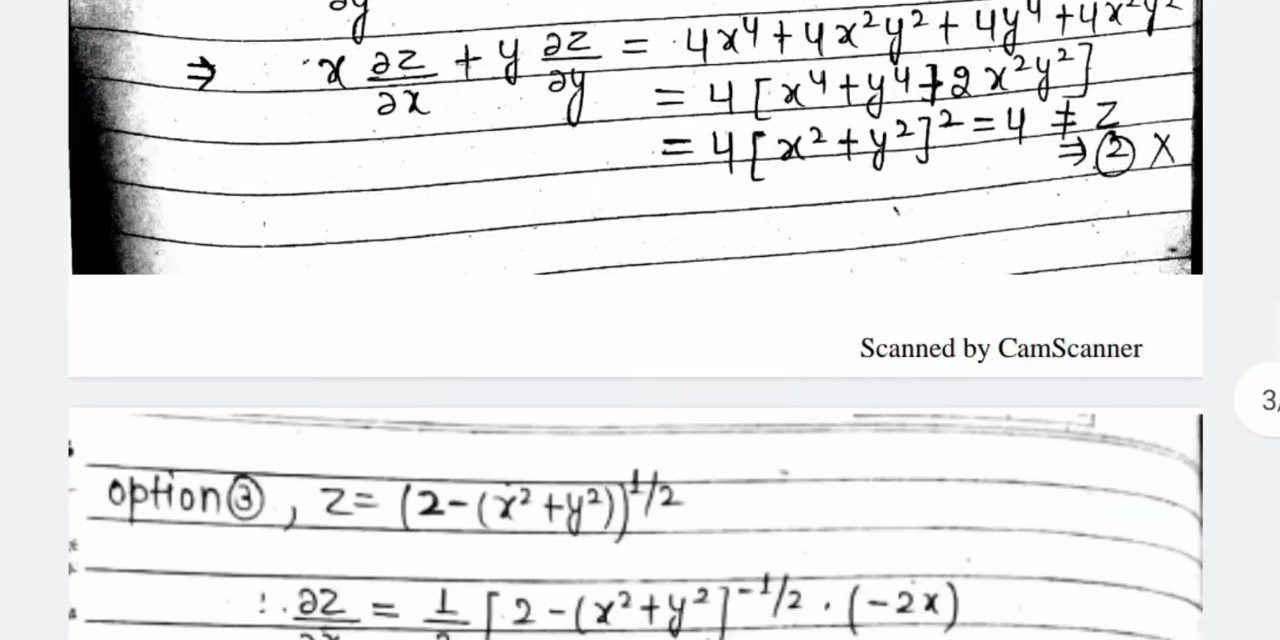 ∂y
⇒ x ∂z/∂x + y ∂z/∂y = 4x⁴ + 4x²y² + 4y⁴ + 4x²y²
= 4 [x⁴ + y⁴ + 2x²y²]
= 4 [x² + y²]² = 4 ≠ z
⇒ ② X
Scanned by CamScanner
3/
option ③, z = (2-(x²+y²))^1/2
∴ ∂z/∂x = 1/2 [2-(x²+y²]^-1/2 . (-2x)